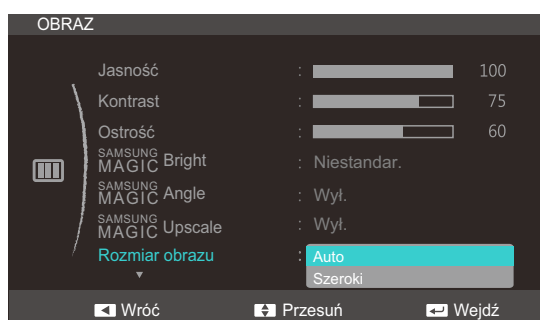 OBRAZ
Jasność : 100
Kontrast : 75
Ostrość : 60
SAMSUNG MAGIC Bright : Niestandar.
SAMSUNG MAGIC Angle : Wył.
SAMSUNG MAGIC Upscale : Wył.
Rozmiar obrazu : Auto
Szeroki
Wróć Przesuń Wejdź